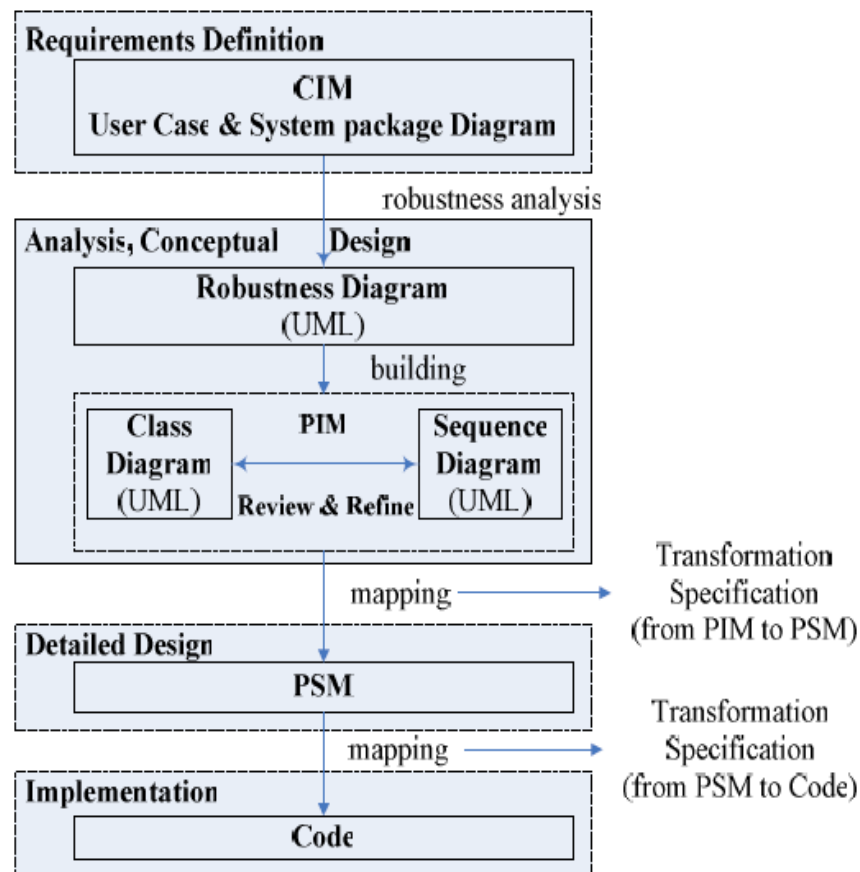 Requirements Definition
CIM
User Case & System package Diagram
robustness analysis
Analysis, Conceptual Design
Robustness Diagram
(UML)
building
Class
Diagram
(UML)
PIM
Review & Refine
Sequence
Diagram
(UML)
mapping
Transformation
Specification
(from PIM to PSM)
Detailed Design
PSM
mapping
Transformation
Specification
(from PSM to Code)
Implementation
Code